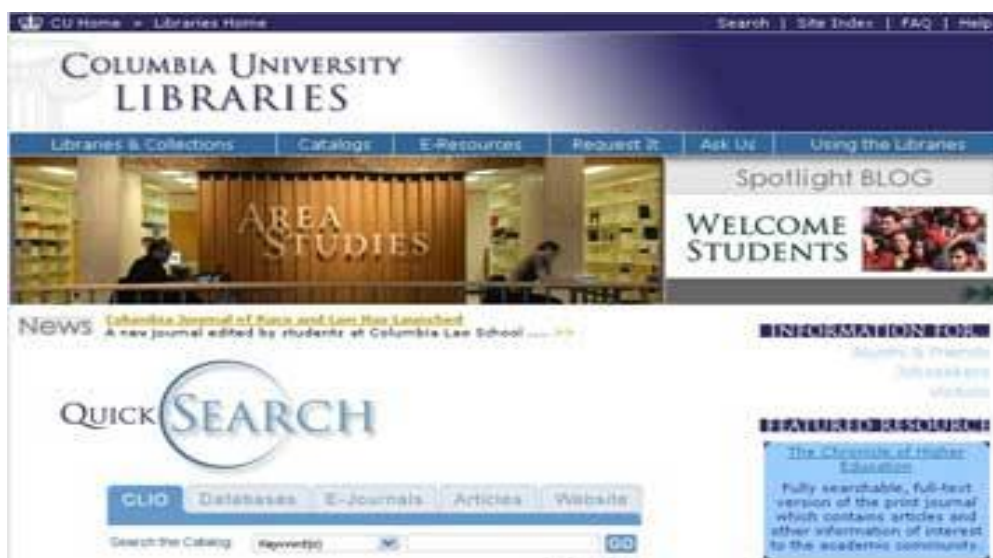 CU Home » Libraries Home
Search | Site Index | FAQ | Help
COLUMBIA UNIVERSITY
LIBRARIES
Libraries & Collections
Catalogs
E-Resources
Request It
Ask Us
Using the Libraries
AREA
STUDIES
Spotlight BLOG
WELCOME
STUDENTS
News
Columbia Journal of Race and Law Has Launched
A new journal edited by students at Columbia Law School .... >>
QUICK SEARCH
CLIO
Databases
E-Journals
Articles
Website
Search the Catalog
Keyword(s)
GO
INFORMATION FOR...
Alumni & Friends
Jobseekers
Visitors
FEATURED RESOURCE
The Chronicle of Higher
Education
Fully searchable, full-text
version of the print journal
which contains articles and
other information of interest
to the academic community.